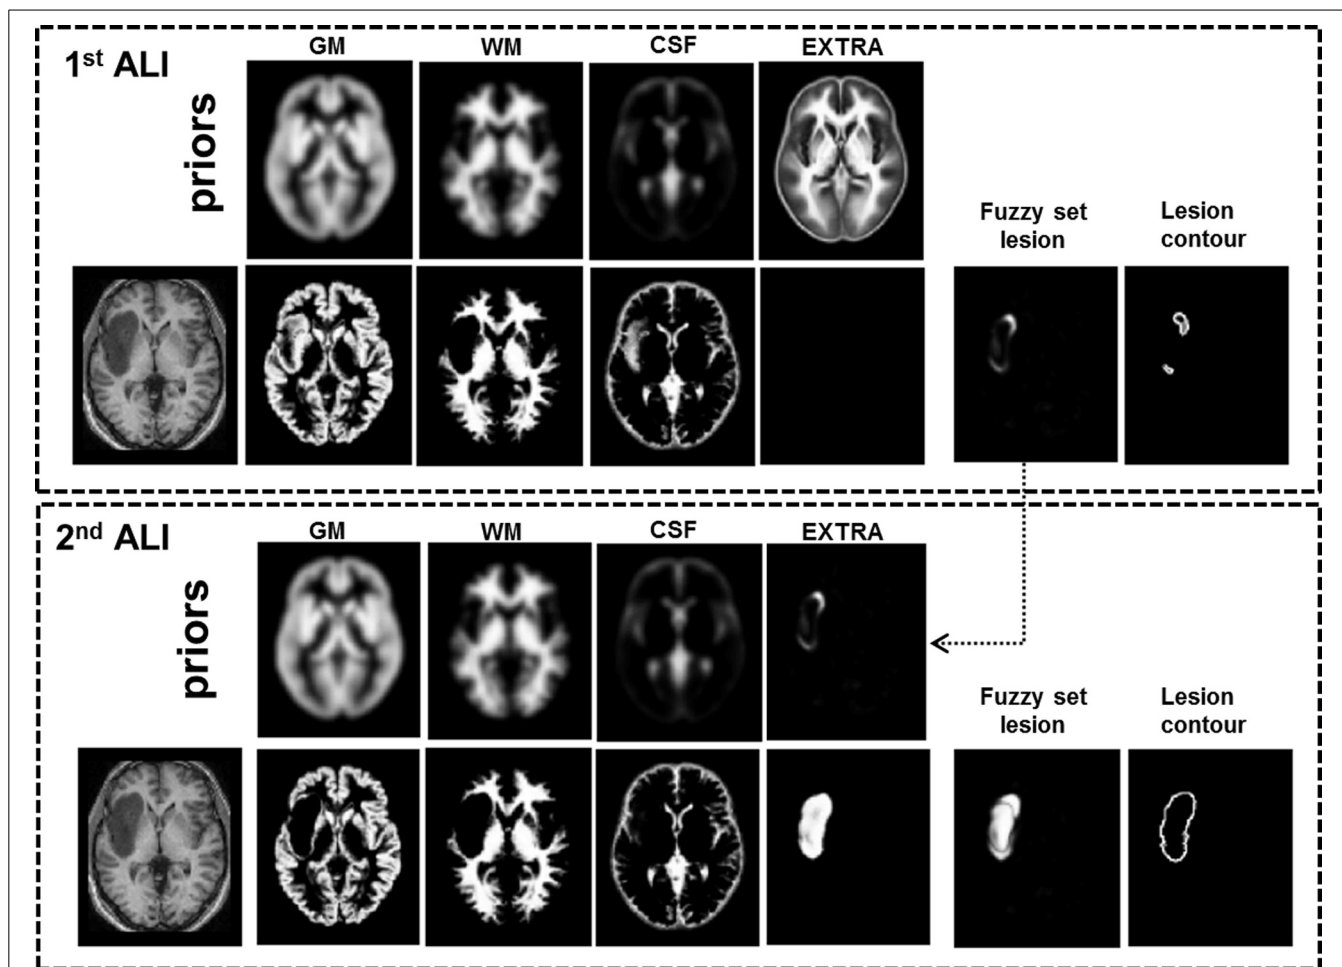 1st ALI
GM WM CSF EXTRA
priors
Fuzzy set
lesion
Lesion
contour
2nd ALI
GM WM CSF EXTRA
priors
Fuzzy set
lesion
Lesion
contour